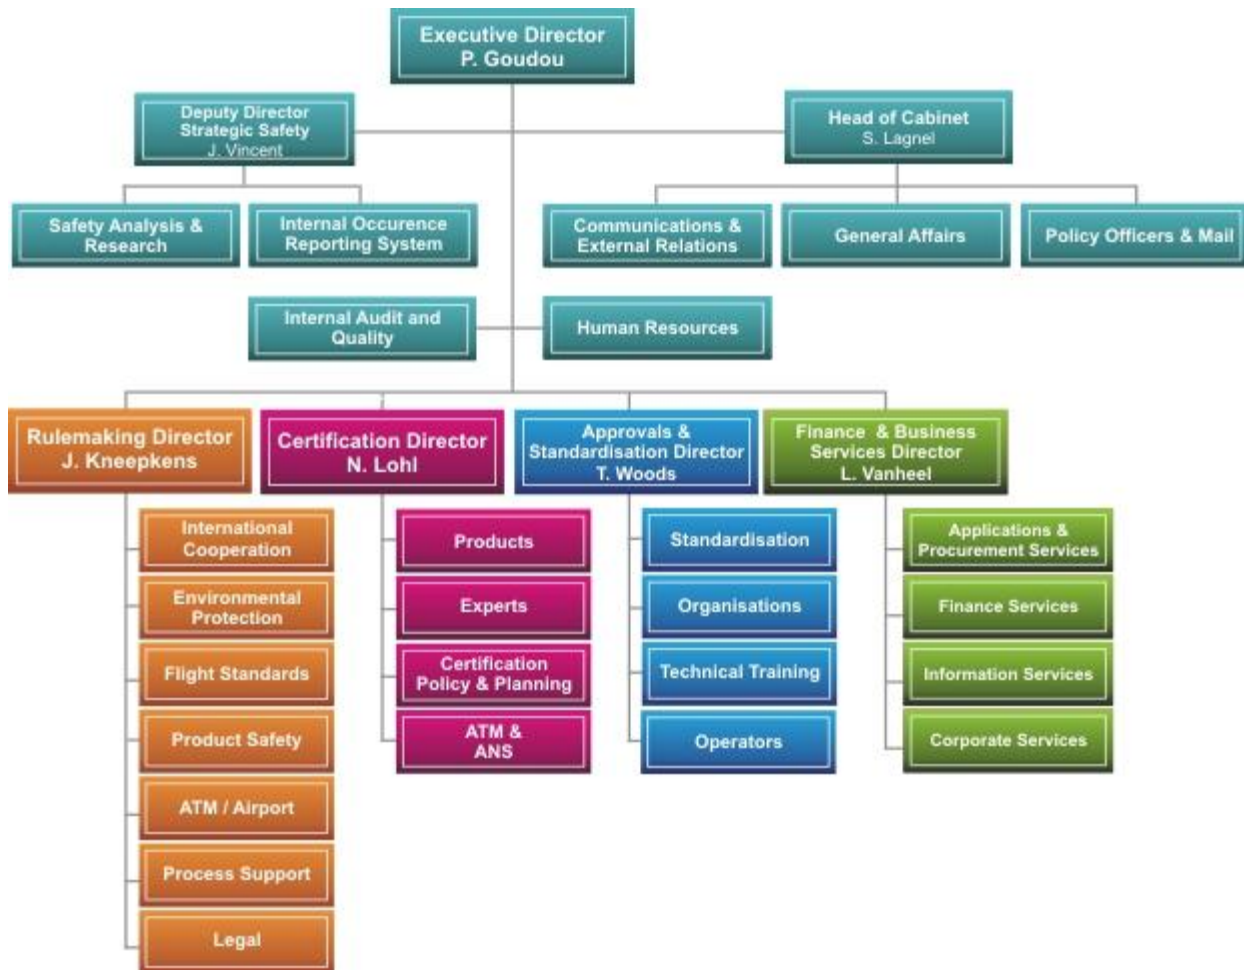 Executive Director
P. Goudou
Deputy Director
Strategic Safety
J. Vincent
Head of Cabinet
S. Lagnel
Safety Analysis &
Research
Internal Occurence
Reporting System
Communications &
External Relations
General Affairs
Policy Officers & Mail
Internal Audit and
Quality
Human Resources
Rulemaking Director
J. Kneepkens
Certification Director
N. Lohl
Approvals &
Standardisation Director
T. Woods
Finance & Business
Services Director
L. Vanheel
International
Cooperation
Environmental
Protection
Flight Standards
Product Safety
ATM / Airport
Process Support
Legal
Products
Experts
Certification
Policy & Planning
ATM &
ANS
Standardisation
Organisations
Technical Training
Operators
Applications &
Procurement Services
Finance Services
Information Services
Corporate Services